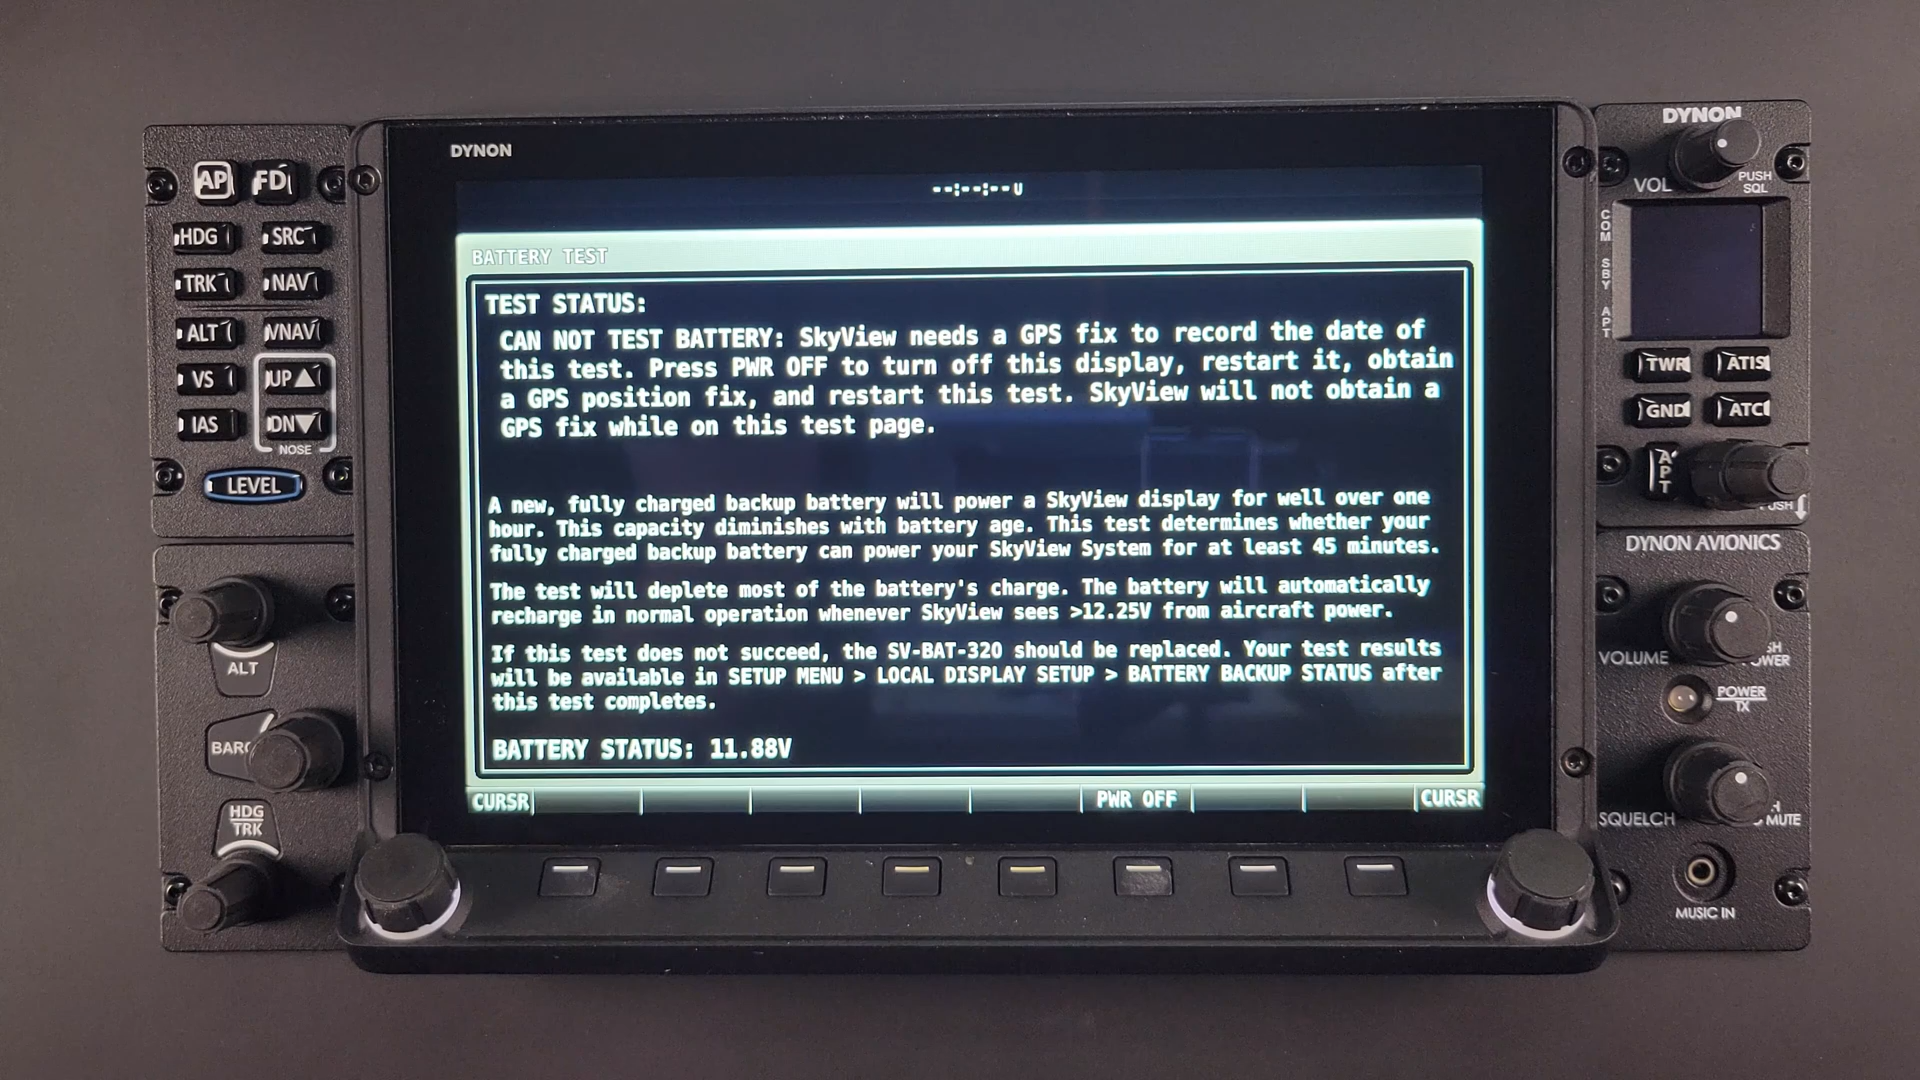 DYNON
--:--:--U
BATTERY TEST
TEST STATUS:
CAN NOT TEST BATTERY: SkyView needs a GPS fix to record the date of
this test. Press PWR OFF to turn off this display, restart it, obtain
a GPS position fix, and restart this test. SkyView will not obtain a
GPS fix while on this test page.
A new, fully charged backup battery will power a SkyView display for well over one
hour. This capacity diminishes with battery age. This test determines whether your
fully charged backup battery can power your SkyView System for at least 45 minutes.
The test will deplete most of the battery's charge. The battery will automatically
recharge in normal operation whenever SkyView sees >12.25V from aircraft power.
If this test does not succeed, the SV-BAT-320 should be replaced. Your test results
will be available in SETUP MENU > LOCAL DISPLAY SETUP > BATTERY BACKUP STATUS after
this test completes.
BATTERY STATUS: 11.88V
CURSR
PWR OFF
CURSR
AP
FD
HDG
SRC
TRK
NAV
ALT
VNAV
VS
UP▲
IAS
DN▼
NOSE
LEVEL
ALT
HDG
TRK
DYNON
VOL
PUSH
SQL
COM
SBY
APT
TWR
ATIS
GND
ATC
APT
DYNON AVIONICS
VOLUME
POWER
TX
SQUELCH
MUTE
MUSIC IN